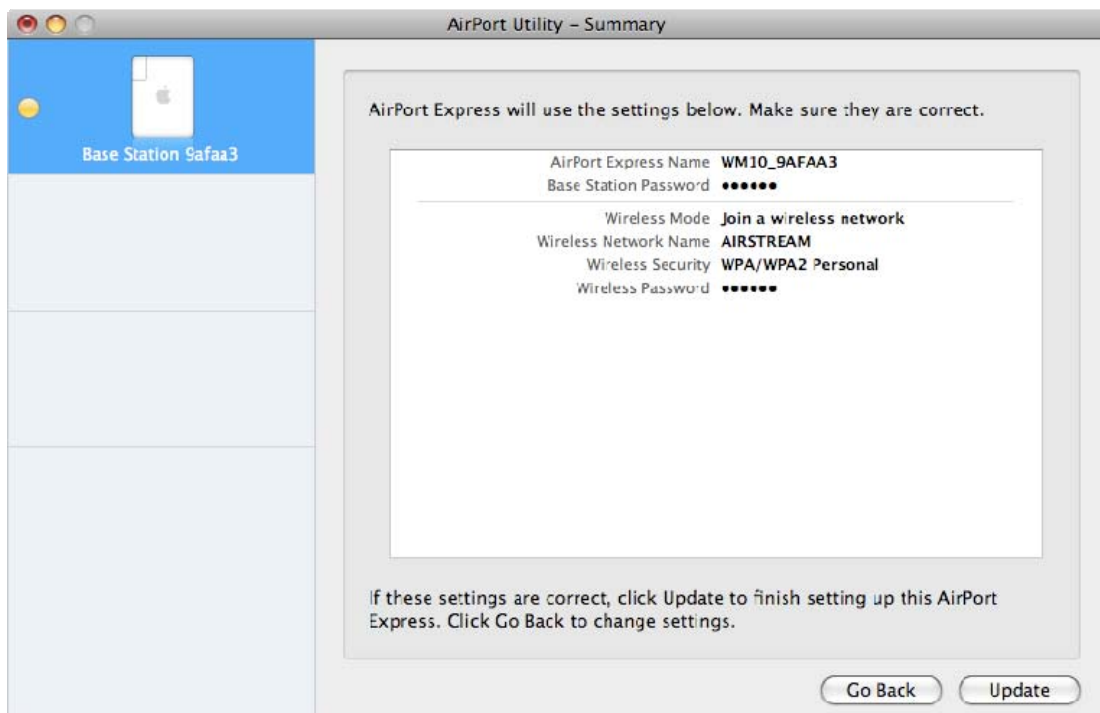 AirPort Utility – Summary
Base Station 9afaa3
AirPort Express will use the settings below. Make sure they are correct.
AirPort Express Name WM10_9AFAA3
Base Station Password ••••••
Wireless Mode Join a wireless network
Wireless Network Name AIRSTREAM
Wireless Security WPA/WPA2 Personal
Wireless Password ••••••
If these settings are correct, click Update to finish setting up this AirPort
Express. Click Go Back to change settings.
Go Back
Update